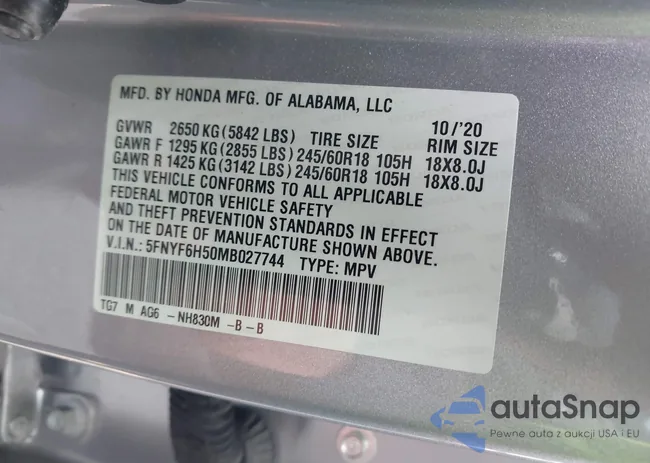 MFD. BY HONDA MFG. OF ALABAMA, LLC
10/'20
GVWR 2650 KG (5842 LBS) TIRE SIZE RIM SIZE
GAWR F 1295 KG (2855 LBS) 245/60R18 105H 18X8.0J
GAWR R 1425 KG (3142 LBS) 245/60R18 105H 18X8.0J
THIS VEHICLE CONFORMS TO ALL APPLICABLE
FEDERAL MOTOR VEHICLE SAFETY
AND THEFT PREVENTION STANDARDS IN EFFECT
ON THE DATE OF MANUFACTURE SHOWN ABOVE.
V.I.N.: 5FNYF6H50MB027744 TYPE: MPV
TG7 M AG6 -NH830M -B -B
autaSnap
Pewne auta z aukcji USA i EU